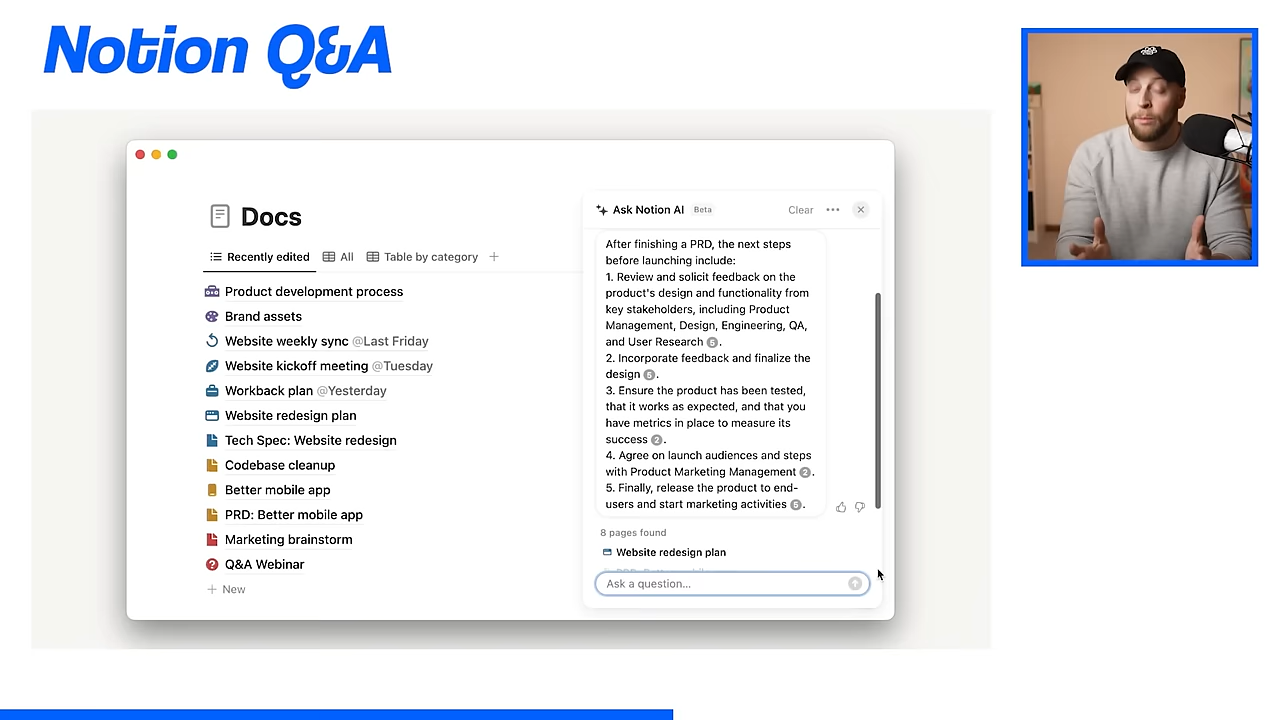 Notion Q&A
Docs
Recently edited
All
Table by category
Product development process
Brand assets
Website weekly sync @Last Friday
Website kickoff meeting @Tuesday
Workback plan @Yesterday
Website redesign plan
Tech Spec: Website redesign
Codebase cleanup
Better mobile app
PRD: Better mobile app
Marketing brainstorm
Q&A Webinar
+ New
Ask Notion AI Beta
Clear
After finishing a PRD, the next steps
before launching include:
1. Review and solicit feedback on the
product's design and functionality from
key stakeholders, including Product
Management, Design, Engineering, QA,
and User Research 5.
2. Incorporate feedback and finalize the
design 5.
3. Ensure the product has been tested,
that it works as expected, and that you
have metrics in place to measure its
success 2.
4. Agree on launch audiences and steps
with Product Marketing Management 2.
5. Finally, release the product to end-
users and start marketing activities 5.
8 pages found
Website redesign plan
Ask a question...